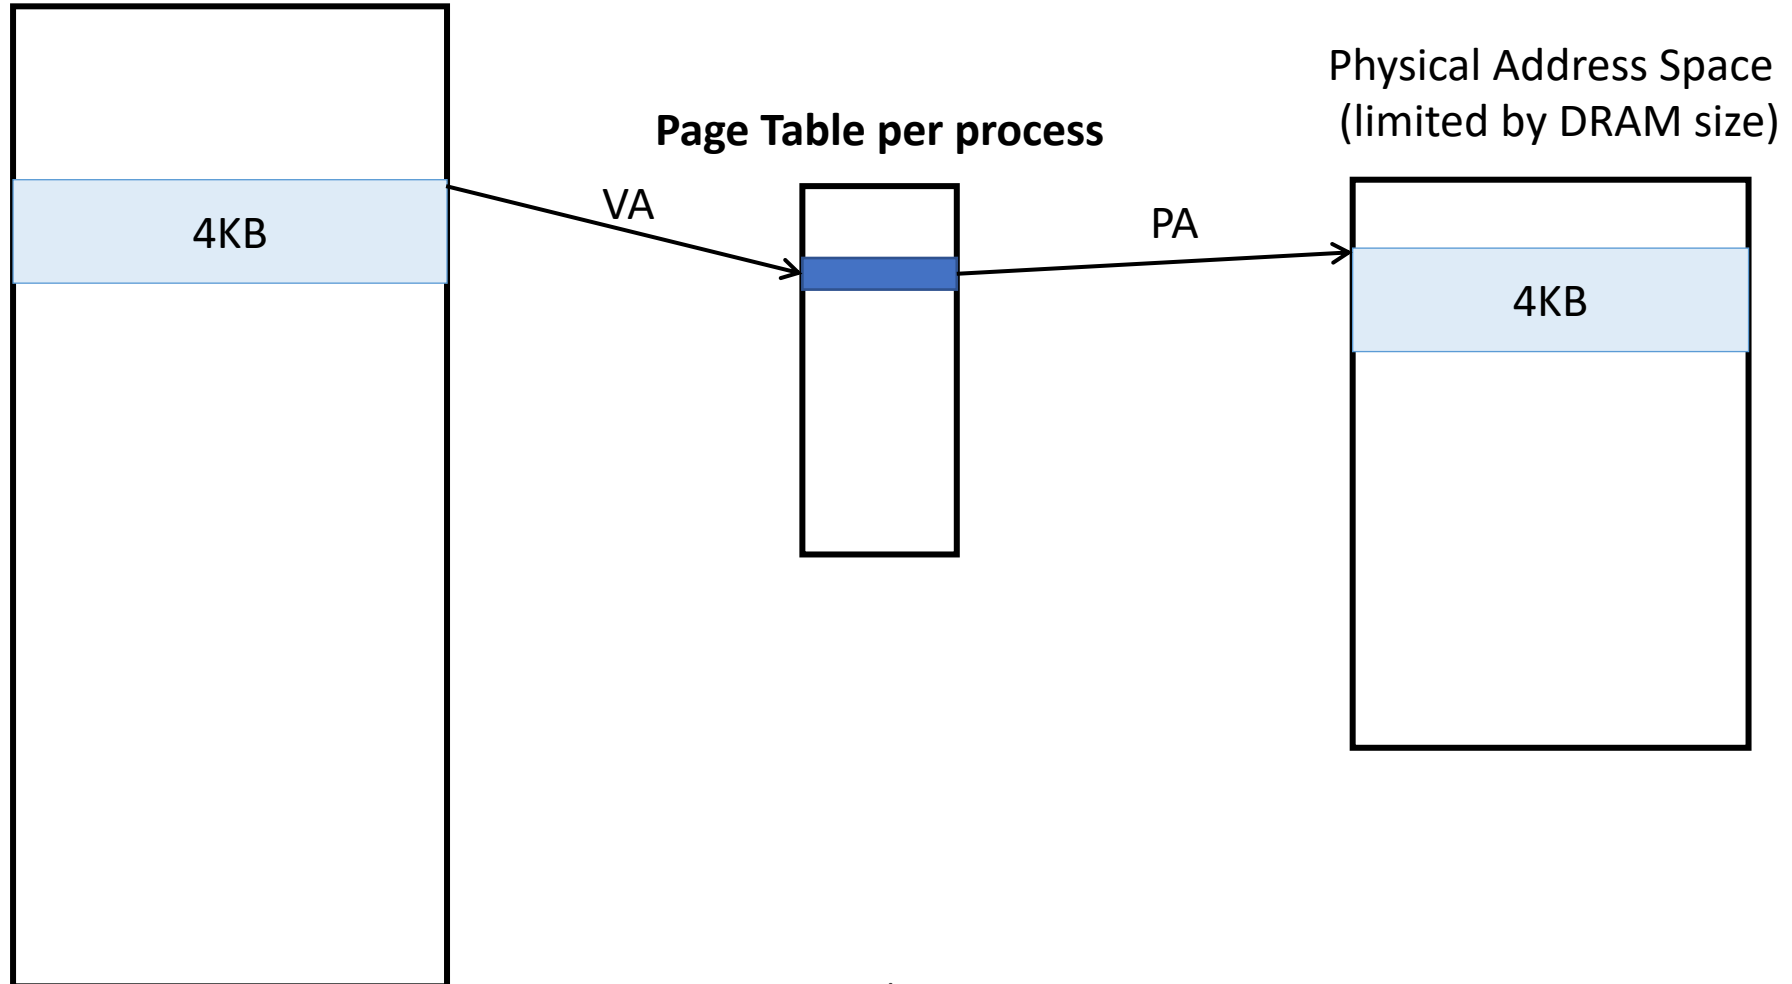 Physical Address Space
(limited by DRAM size)
Page Table per process
VA
PA
4KB
4KB